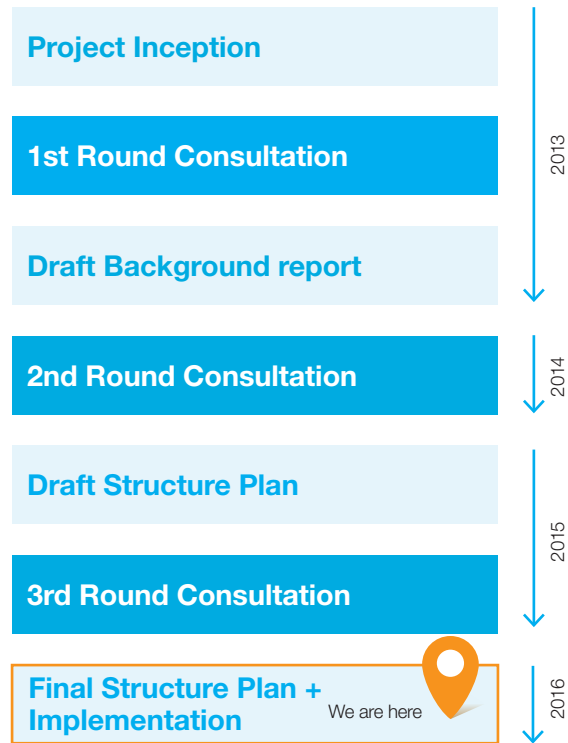 Project Inception
1st Round Consultation
Draft Background report
2013
2nd Round Consultation
2014
Draft Structure Plan
3rd Round Consultation
2015
Final Structure Plan +
Implementation
We are here
2016